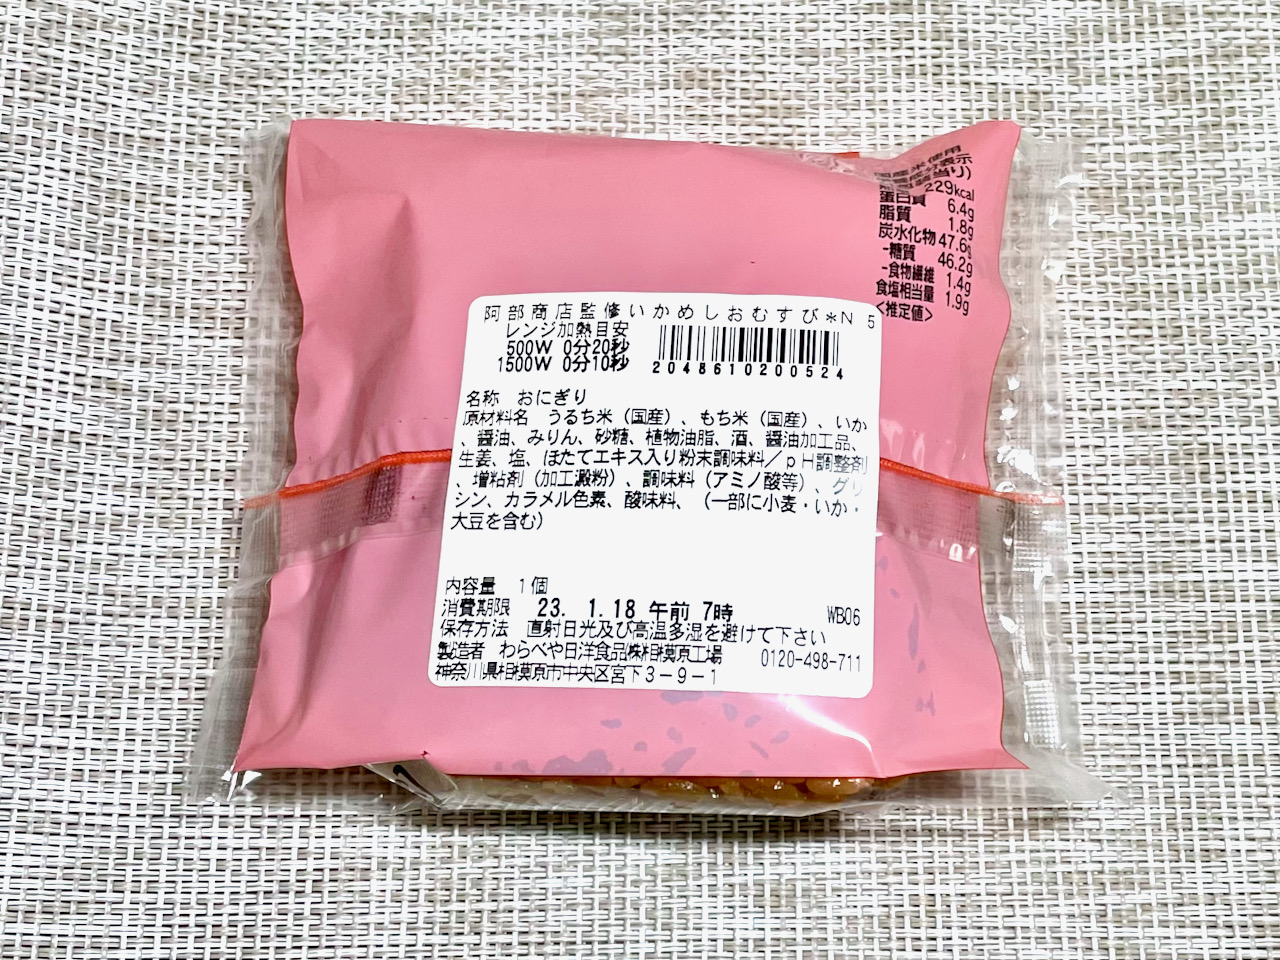 国産米使用
229kcal
蛋白質 6.4g
脂質 1.8g
炭水化物 47.6g
-糖質 46.2g
-食物繊維 1.4g
食塩相当量 1.9g
<推定値>
阿部商店監修いかめしおむすび*N 5
レンジ加熱目安
500W 0分20秒
1500W 0分10秒
2048610200524
名称 おにぎり
原材料名 うるち米(国産)、もち米(国産)、いか
、醤油、みりん、砂糖、植物油脂、酒、醤油加工品、
生姜、塩、ほたてエキス入り粉末調味料/pH調整剤
、増粘剤(加工澱粉)、調味料(アミノ酸等)、グリ
シン、カラメル色素、酸味料、(一部に小麦・いか・
大豆を含む)
内容量 1個
消費期限 23. 1.18 午前 7時 WB06
保存方法 直射日光及び高温多湿を避けて下さい
製造者 わらべや日洋食品(株)相模原工場 0120-498-711
神奈川県相模原市中央区宮下3-9-1